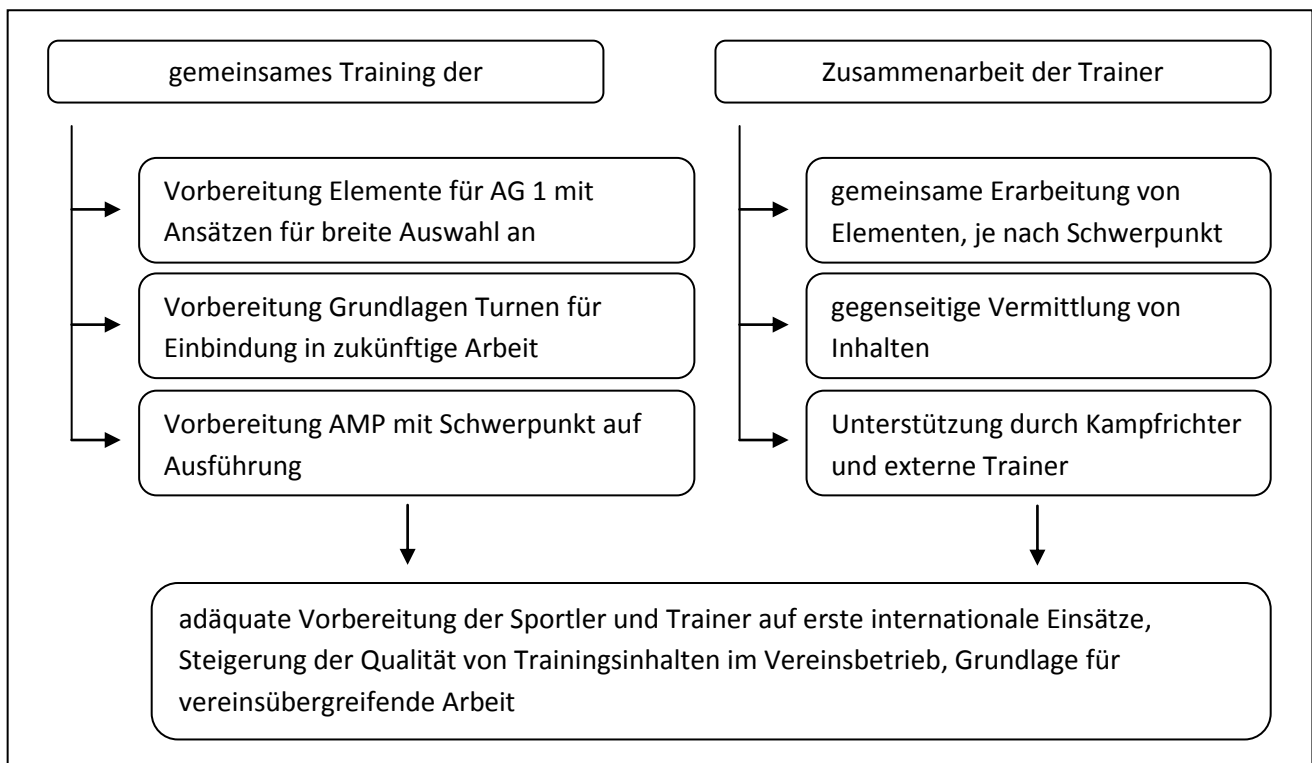 gemeinsames Training der
Zusammenarbeit der Trainer
Vorbereitung Elemente für AG 1 mit
Ansätzen für breite Auswahl an
Vorbereitung Grundlagen Turnen für
Einbindung in zukünftige Arbeit
Vorbereitung AMP mit Schwerpunkt auf
Ausführung
gemeinsame Erarbeitung von
Elementen, je nach Schwerpunkt
gegenseitige Vermittlung von
Inhalten
Unterstützung durch Kampfrichter
und externe Trainer
adäquate Vorbereitung der Sportler und Trainer auf erste internationale Einsätze,
Steigerung der Qualität von Trainingsinhalten im Vereinsbetrieb, Grundlage für
vereinsübergreifende Arbeit